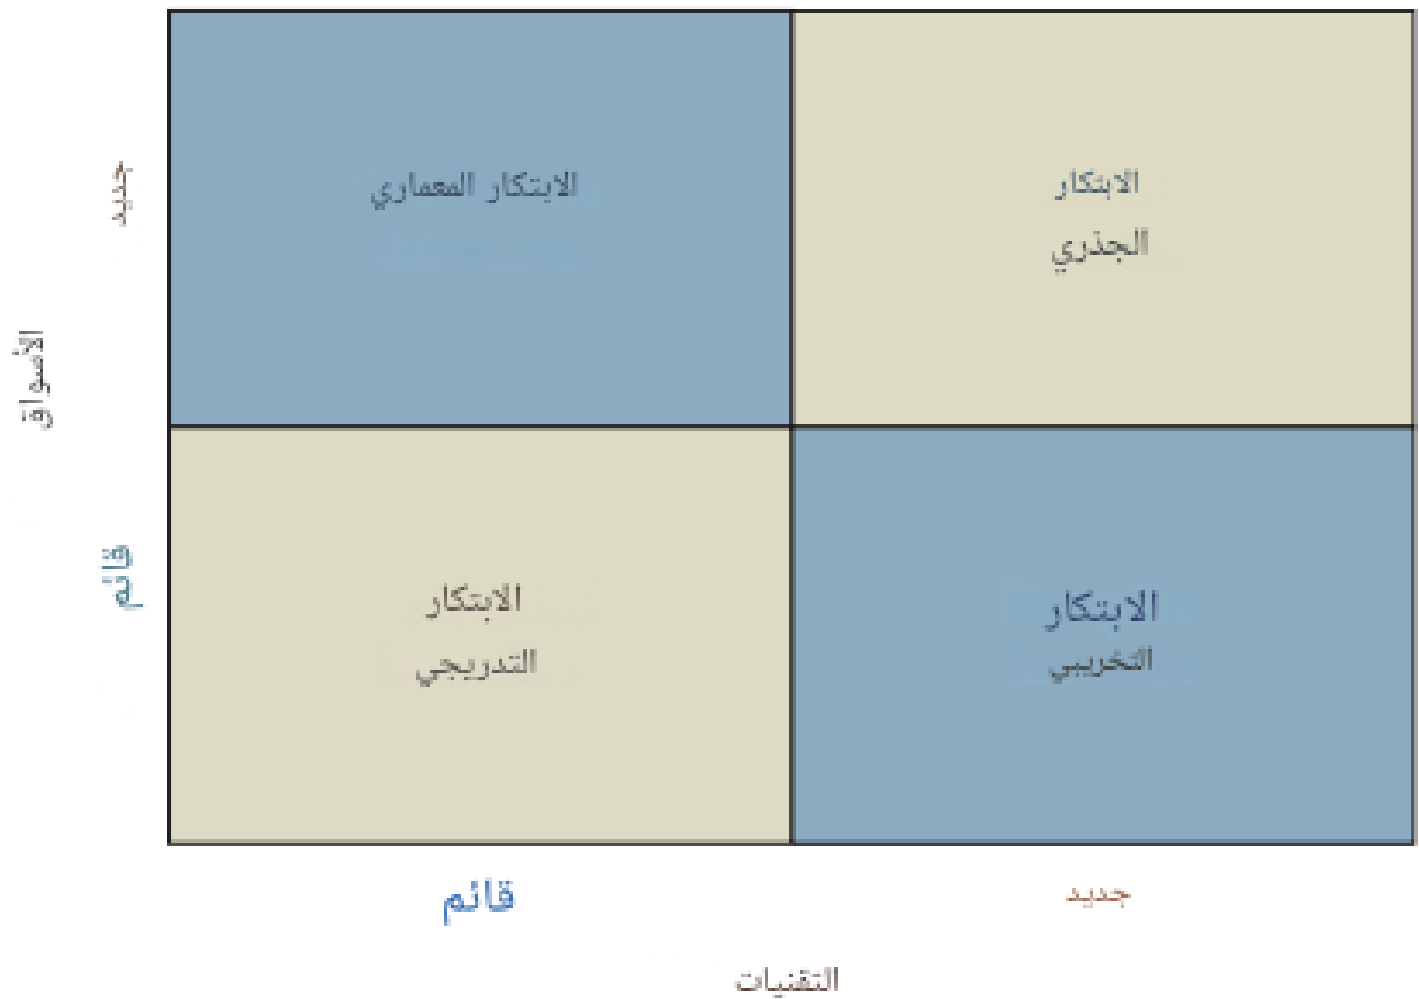 جديد
الابتكار المعماري
الابتكار
الجذري
الأسواق
قائم
الابتكار
التدريجي
الابتكار
التخريبي
قائم
جديد
التقنيات